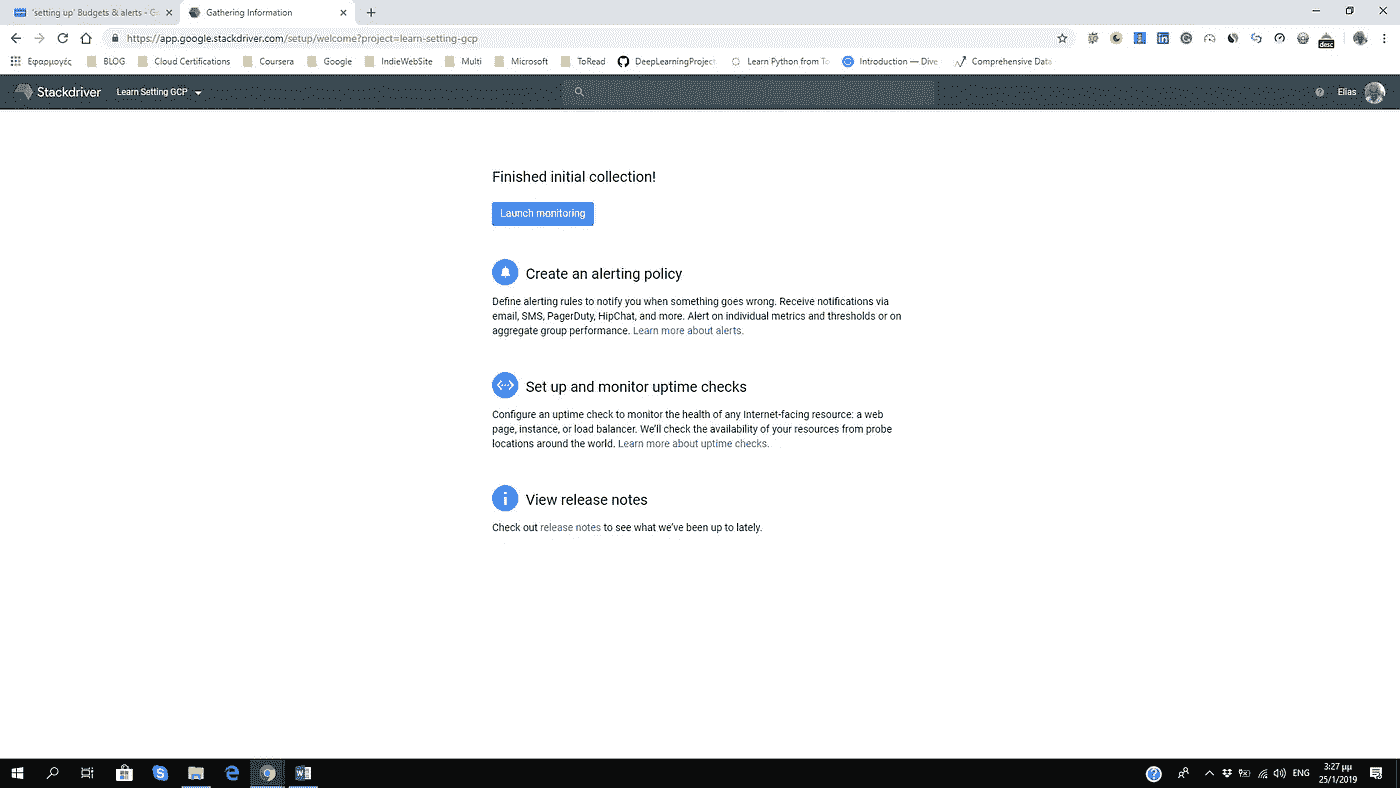 'setting up' Budgets & alerts - G
Gathering Information
https://app.google.stackdriver.com/setup/welcome?project=learn-setting-gcp
Εφαρμογές BLOG Cloud Certifications Coursera Google IndieWebSite Multi Microsoft ToRead DeepLearningProject Learn Python from To Introduction — Dive Comprehensive Data
Stackdriver Learn Setting GCP Elias
Finished initial collection!
Launch monitoring
Create an alerting policy
Define alerting rules to notify you when something goes wrong. Receive notifications via
email, SMS, PagerDuty, HipChat, and more. Alert on individual metrics and thresholds or on
aggregate group performance. Learn more about alerts.
Set up and monitor uptime checks
Configure an uptime check to monitor the health of any Internet-facing resource: a web
page, instance, or load balancer. We'll check the availability of your resources from probe
locations around the world. Learn more about uptime checks.
View release notes
Check out release notes to see what we've been up to lately.
ENG
3:27 μμ
25/1/2019